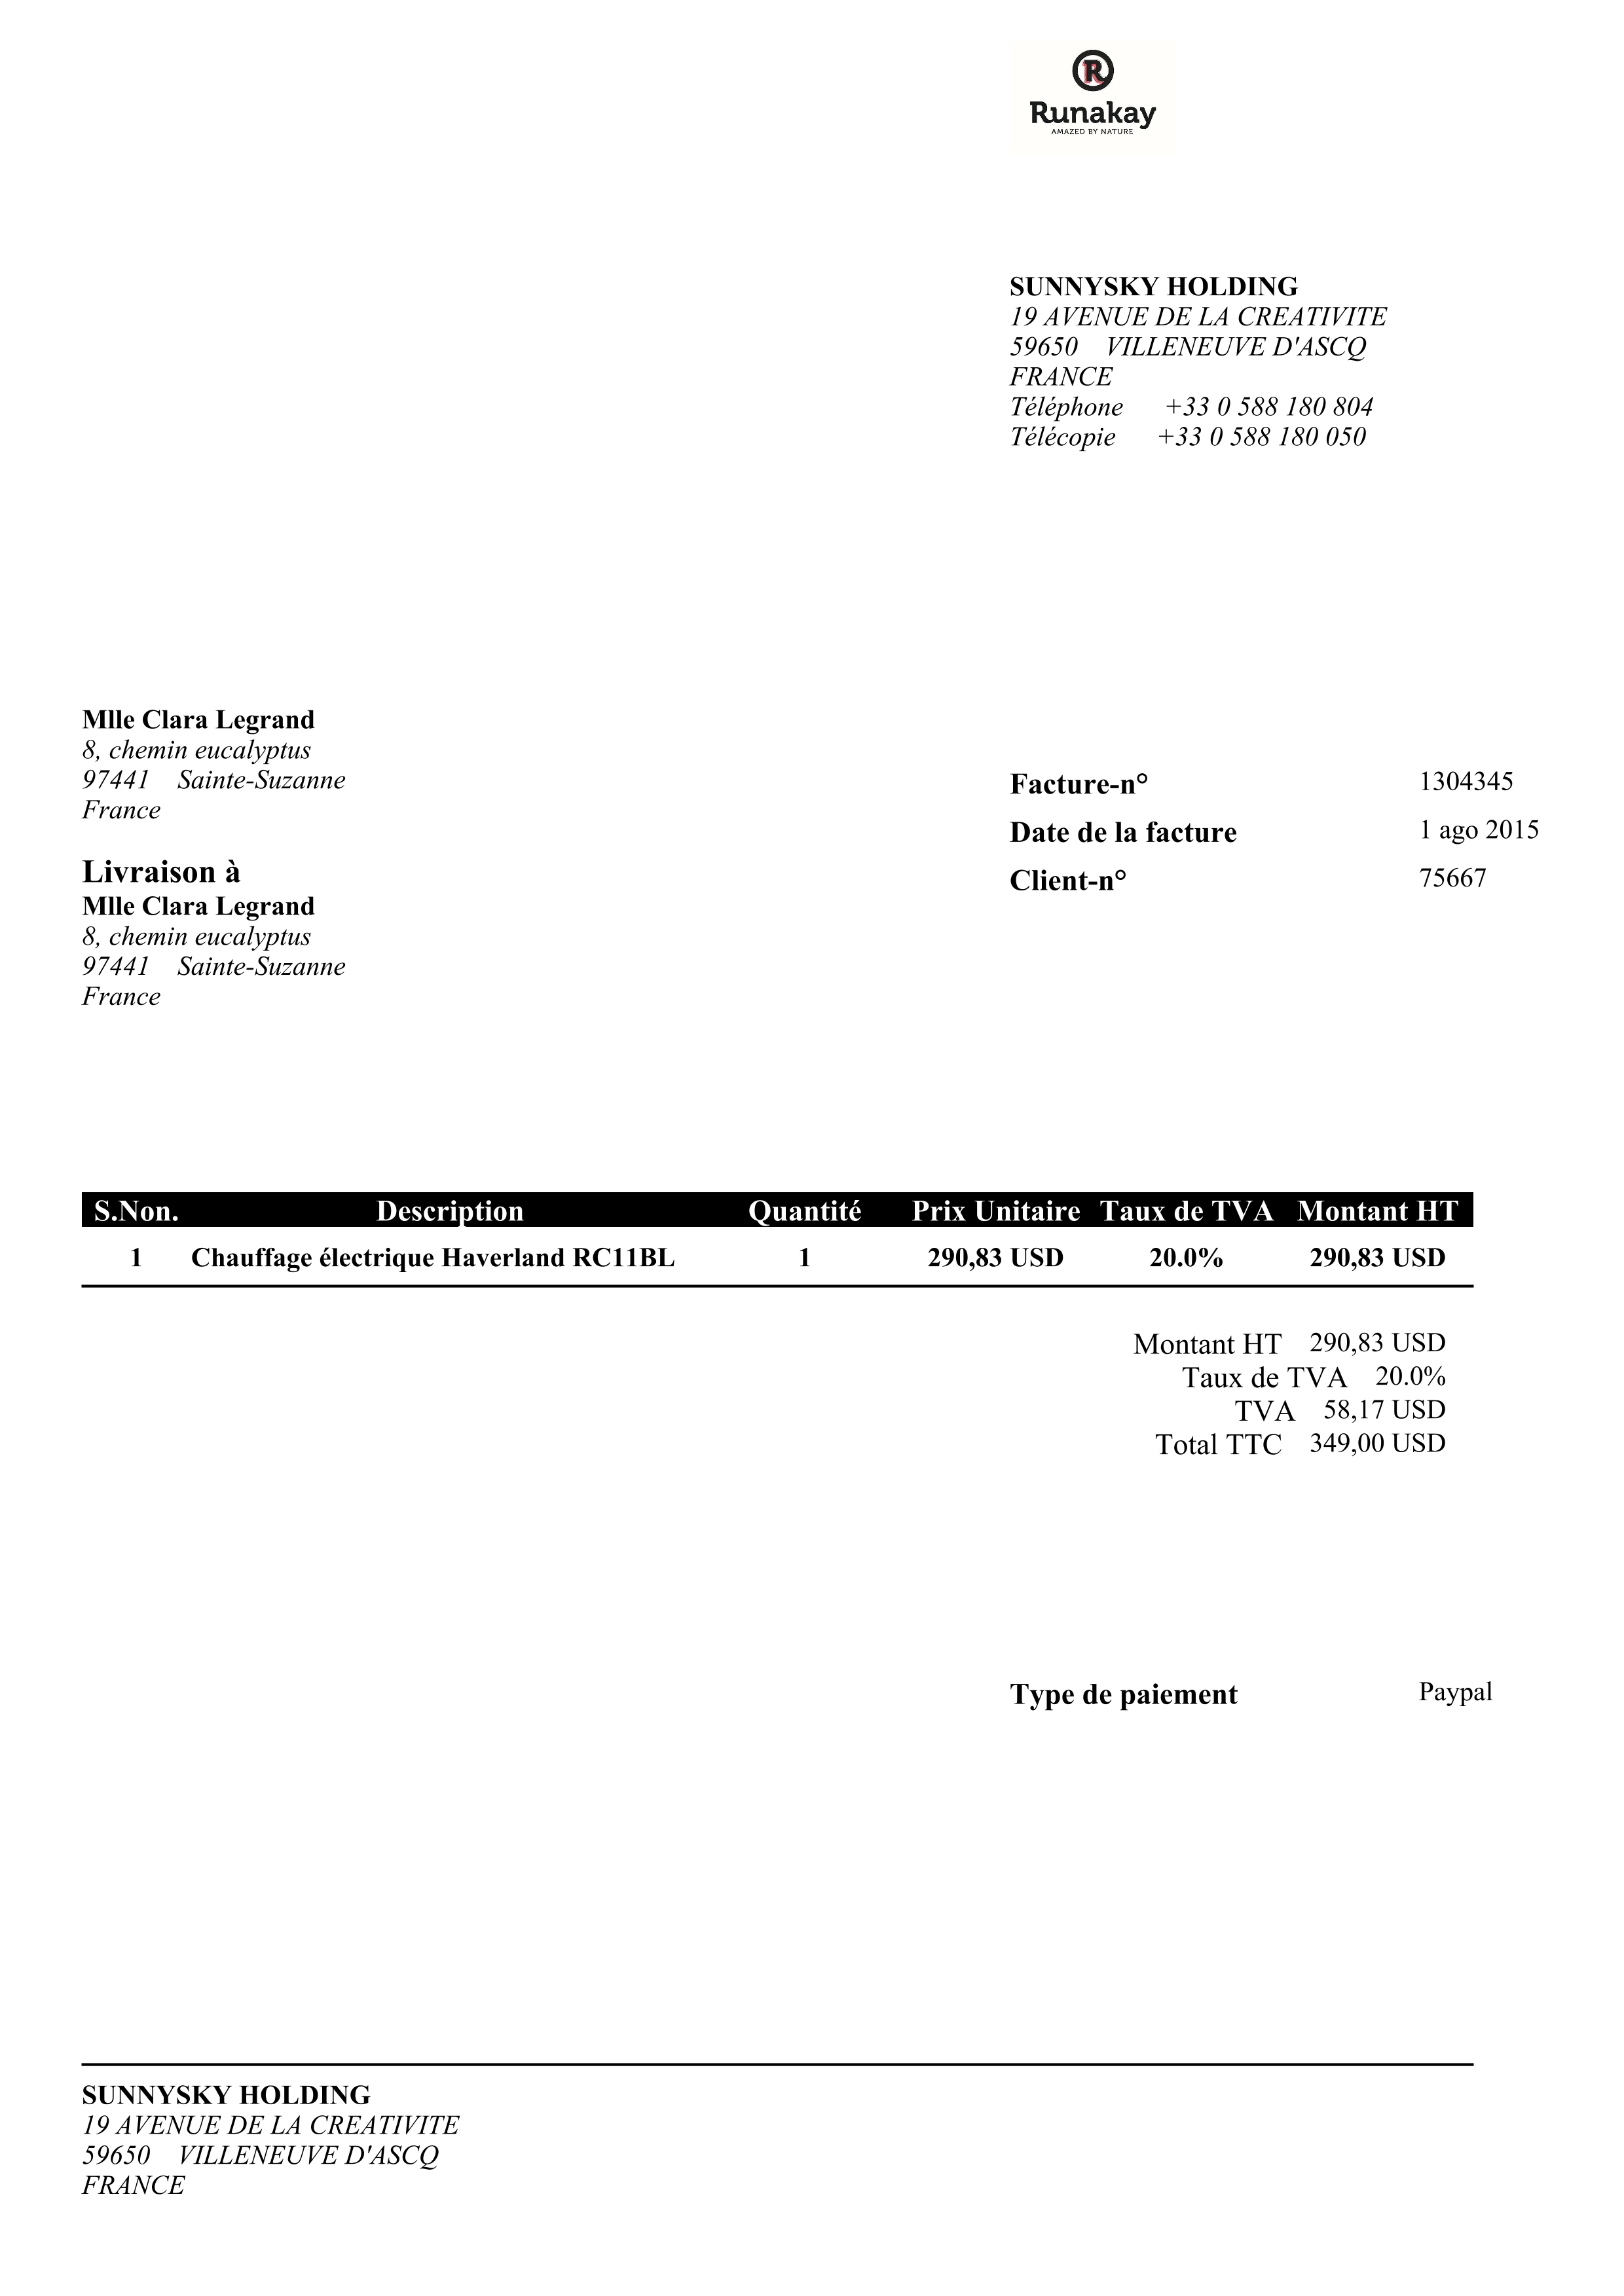 R
Runakay
AMAZED BY NATURE
SUNNYSKY HOLDING
19 AVENUE DE LA CREATIVITE
59650 VILLENEUVE D'ASCQ
FRANCE
Téléphone +33 0 588 180 804
Télécopie +33 0 588 180 050
Mlle Clara Legrand
8, chemin eucalyptus
97441 Sainte-Suzanne
France
Livraison à
Mlle Clara Legrand
8, chemin eucalyptus
97441 Sainte-Suzanne
France
Facture-n° 1304345
Date de la facture 1 ago 2015
Client-n° 75667
S.Non. Description Quantité Prix Unitaire Taux de TVA Montant HT
1 Chauffage électrique Haverland RC11BL 1 290,83 USD 20.0% 290,83 USD
Montant HT 290,83 USD
Taux de TVA 20.0%
TVA 58,17 USD
Total TTC 349,00 USD
Type de paiement Paypal
SUNNYSKY HOLDING
19 AVENUE DE LA CREATIVITE
59650 VILLENEUVE D'ASCQ
FRANCE